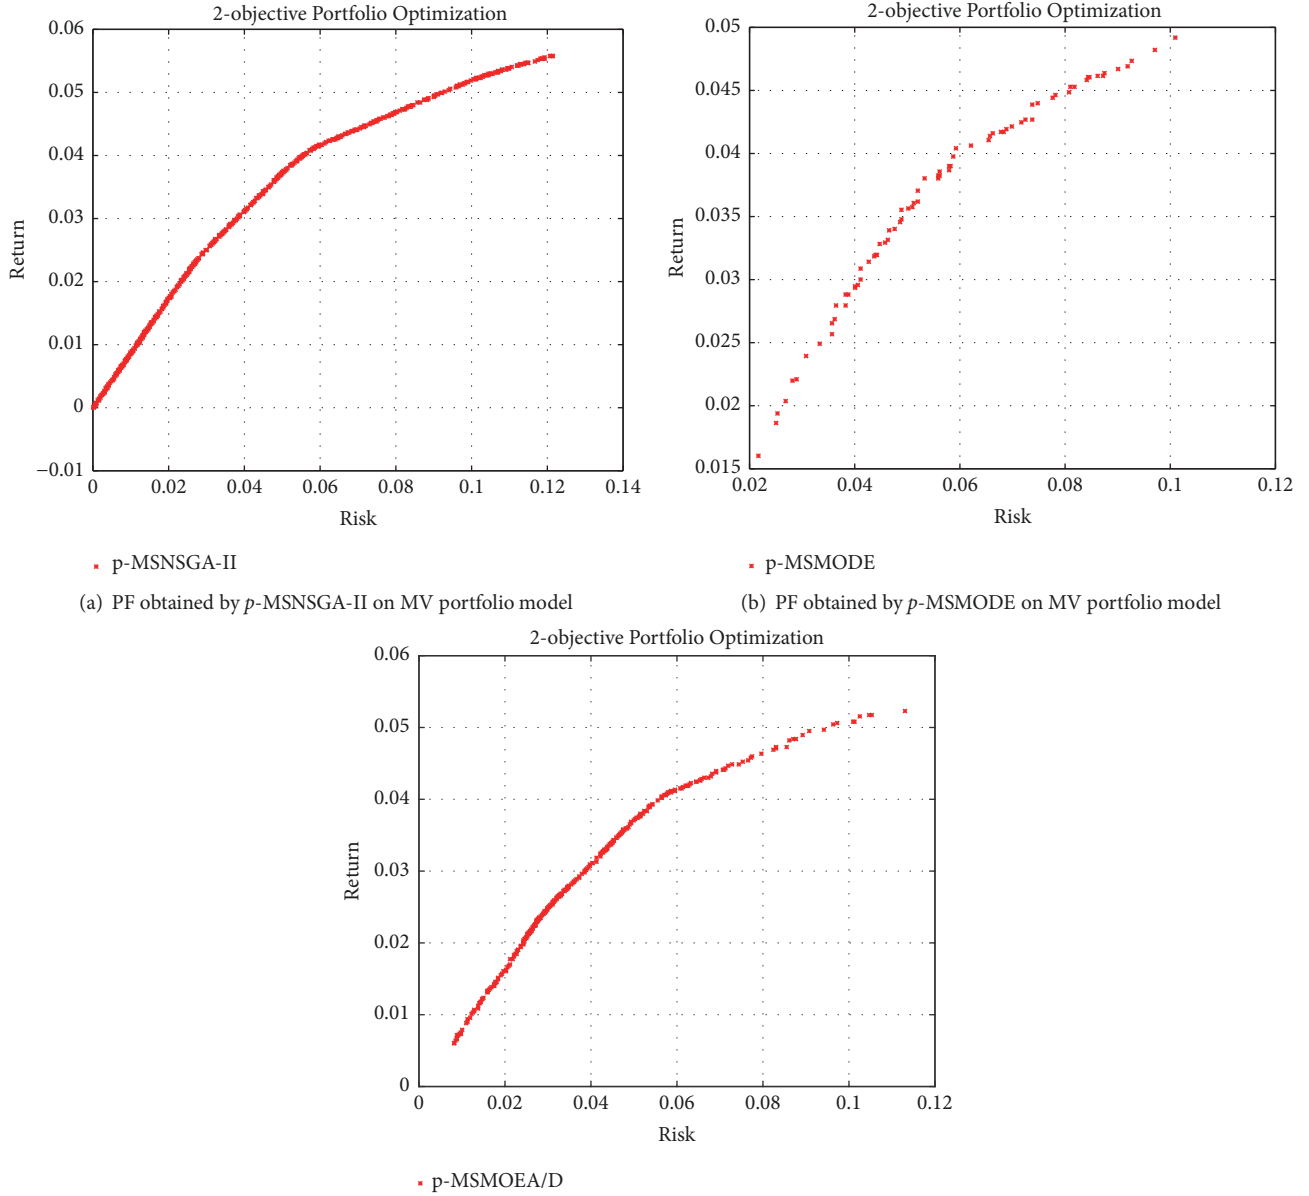 2-objective Portfolio Optimization
0.06
0.05
0.04
0.03
0.02
0.01
0
−0.01
Return
0 0.02 0.04 0.06 0.08 0.10 0.12 0.14
Risk
p-MSNSGA-II
(a) PF obtained by p-MSNSGA-II on MV portfolio model
2-objective Portfolio Optimization
0.05
0.045
0.04
0.035
0.03
0.025
0.02
0.015
Return
0.02 0.04 0.06 0.08 0.1 0.12
Risk
p-MSMODE
(b) PF obtained by p-MSMODE on MV portfolio model
2-objective Portfolio Optimization
0.06
0.05
0.04
0.03
0.02
0.01
0
Return
0 0.02 0.04 0.06 0.08 0.1 0.12
Risk
p-MSMOEA/D